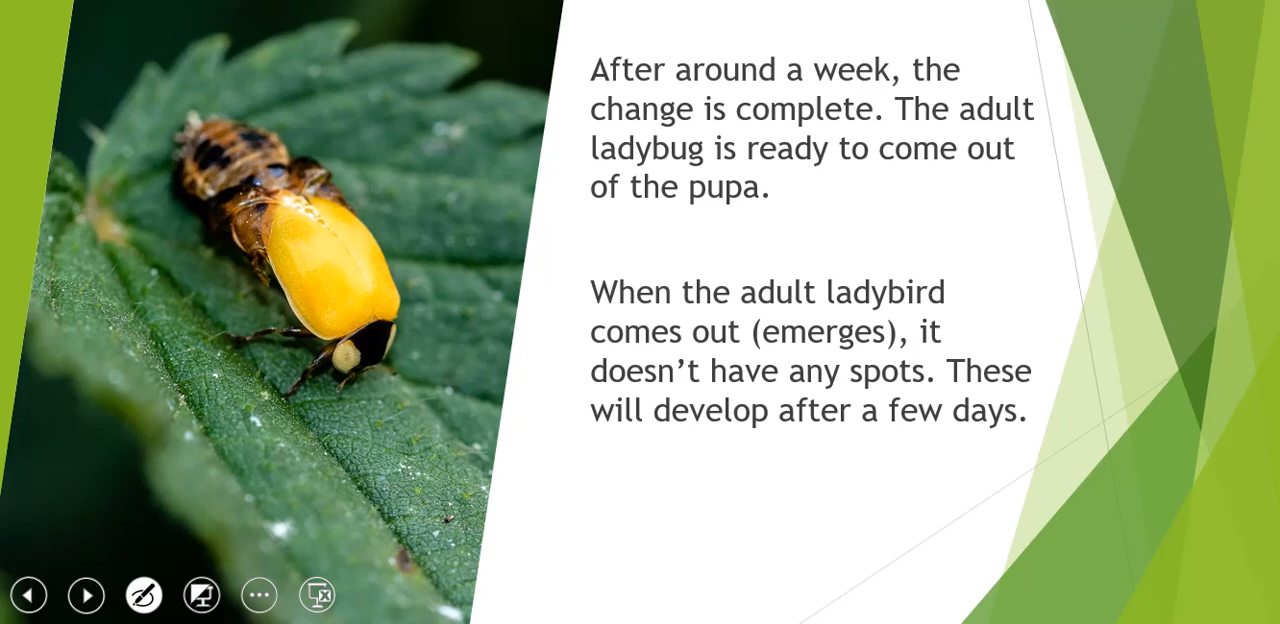 After around a week, the
change is complete. The adult
ladybug is ready to come out
of the pupa.
When the adult ladybird
comes out (emerges), it
doesn’t have any spots. These
will develop after a few days.